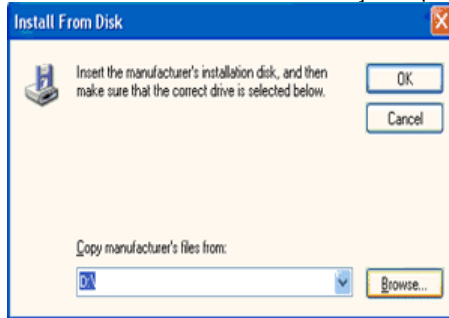 Install From Disk
Insert the manufacturer's installation disk, and then
make sure that the correct drive is selected below.
OK
Cancel
Copy manufacturer's files from:
D:\
Browse...